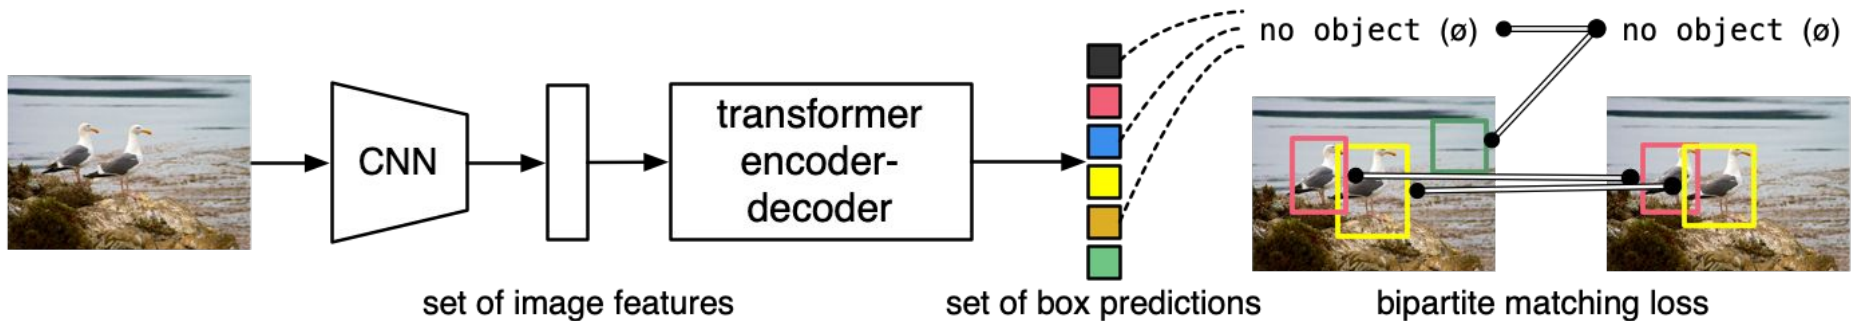 no object (ø)
no object (ø)
CNN
transformer
encoder-
decoder
set of image features
set of box predictions
bipartite matching loss